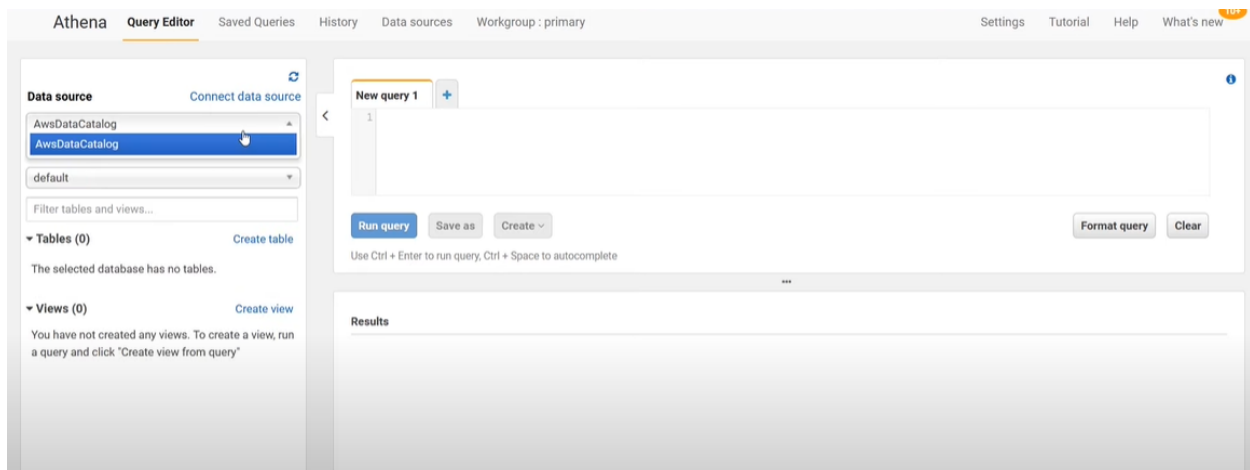 Athena Query Editor Saved Queries History Data sources Workgroup : primary Settings Tutorial Help What's new
10+
Data source Connect data source
AwsDataCatalog
AwsDataCatalog
default
Filter tables and views...
Tables (0) Create table
The selected database has no tables.
Views (0) Create view
You have not created any views. To create a view, run
a query and click "Create view from query"
New query 1 +
1
Run query Save as Create Format query Clear
Use Ctrl + Enter to run query, Ctrl + Space to autocomplete
Results